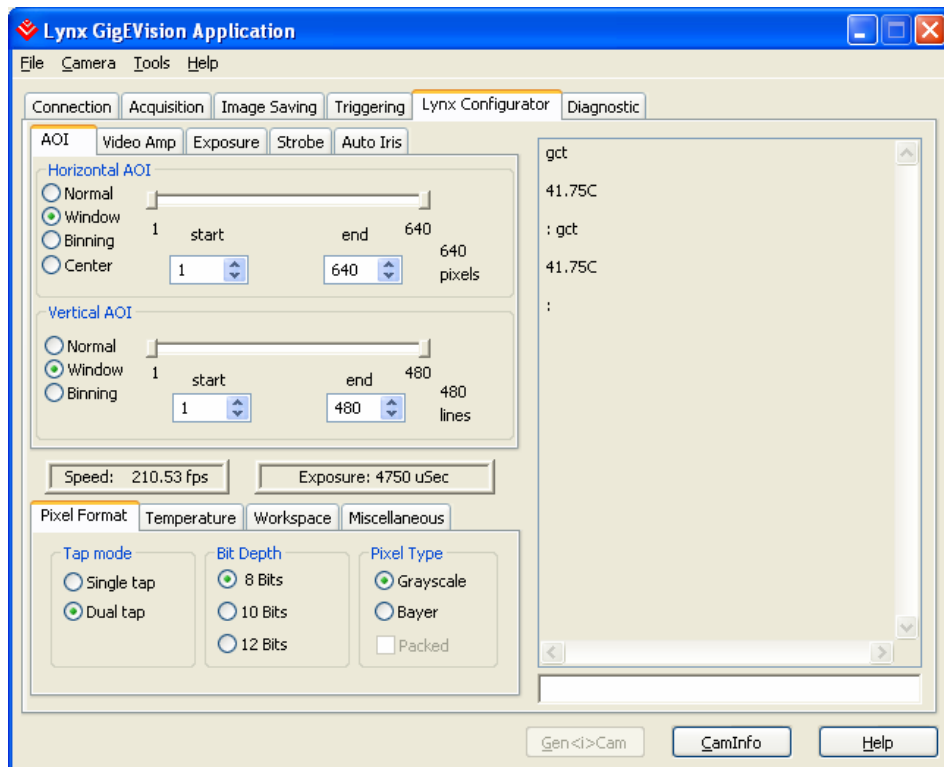 Lynx GigEVision Application
File Camera Tools Help
Connection Acquisition Image Saving Triggering Lynx Configurator Diagnostic
AOI Video Amp Exposure Strobe Auto Iris
Horizontal AOI
Normal
Window
Binning
Center
1 start end 640
1 640
640
pixels
Vertical AOI
Normal
Window
Binning
1 start end 480
1 480
480
lines
Speed: 210.53 fps
Exposure: 4750 uSec
Pixel Format Temperature Workspace Miscellaneous
Tap mode
Single tap
Dual tap
Bit Depth
8 Bits
10 Bits
12 Bits
Pixel Type
Grayscale
Bayer
Packed
gct
41.75C
: gct
41.75C
:
Gen<i>Cam CamInfo Help